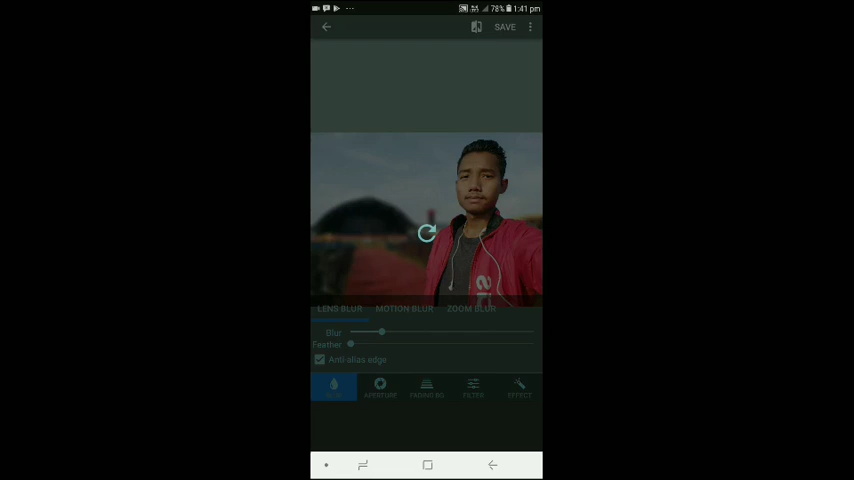 78% 1:41 pm
SAVE
LENS BLUR MOTION BLUR ZOOM BLUR
Blur
Feather
Anti-alias edge
APERTURE FADING BG FILTER EFFECT